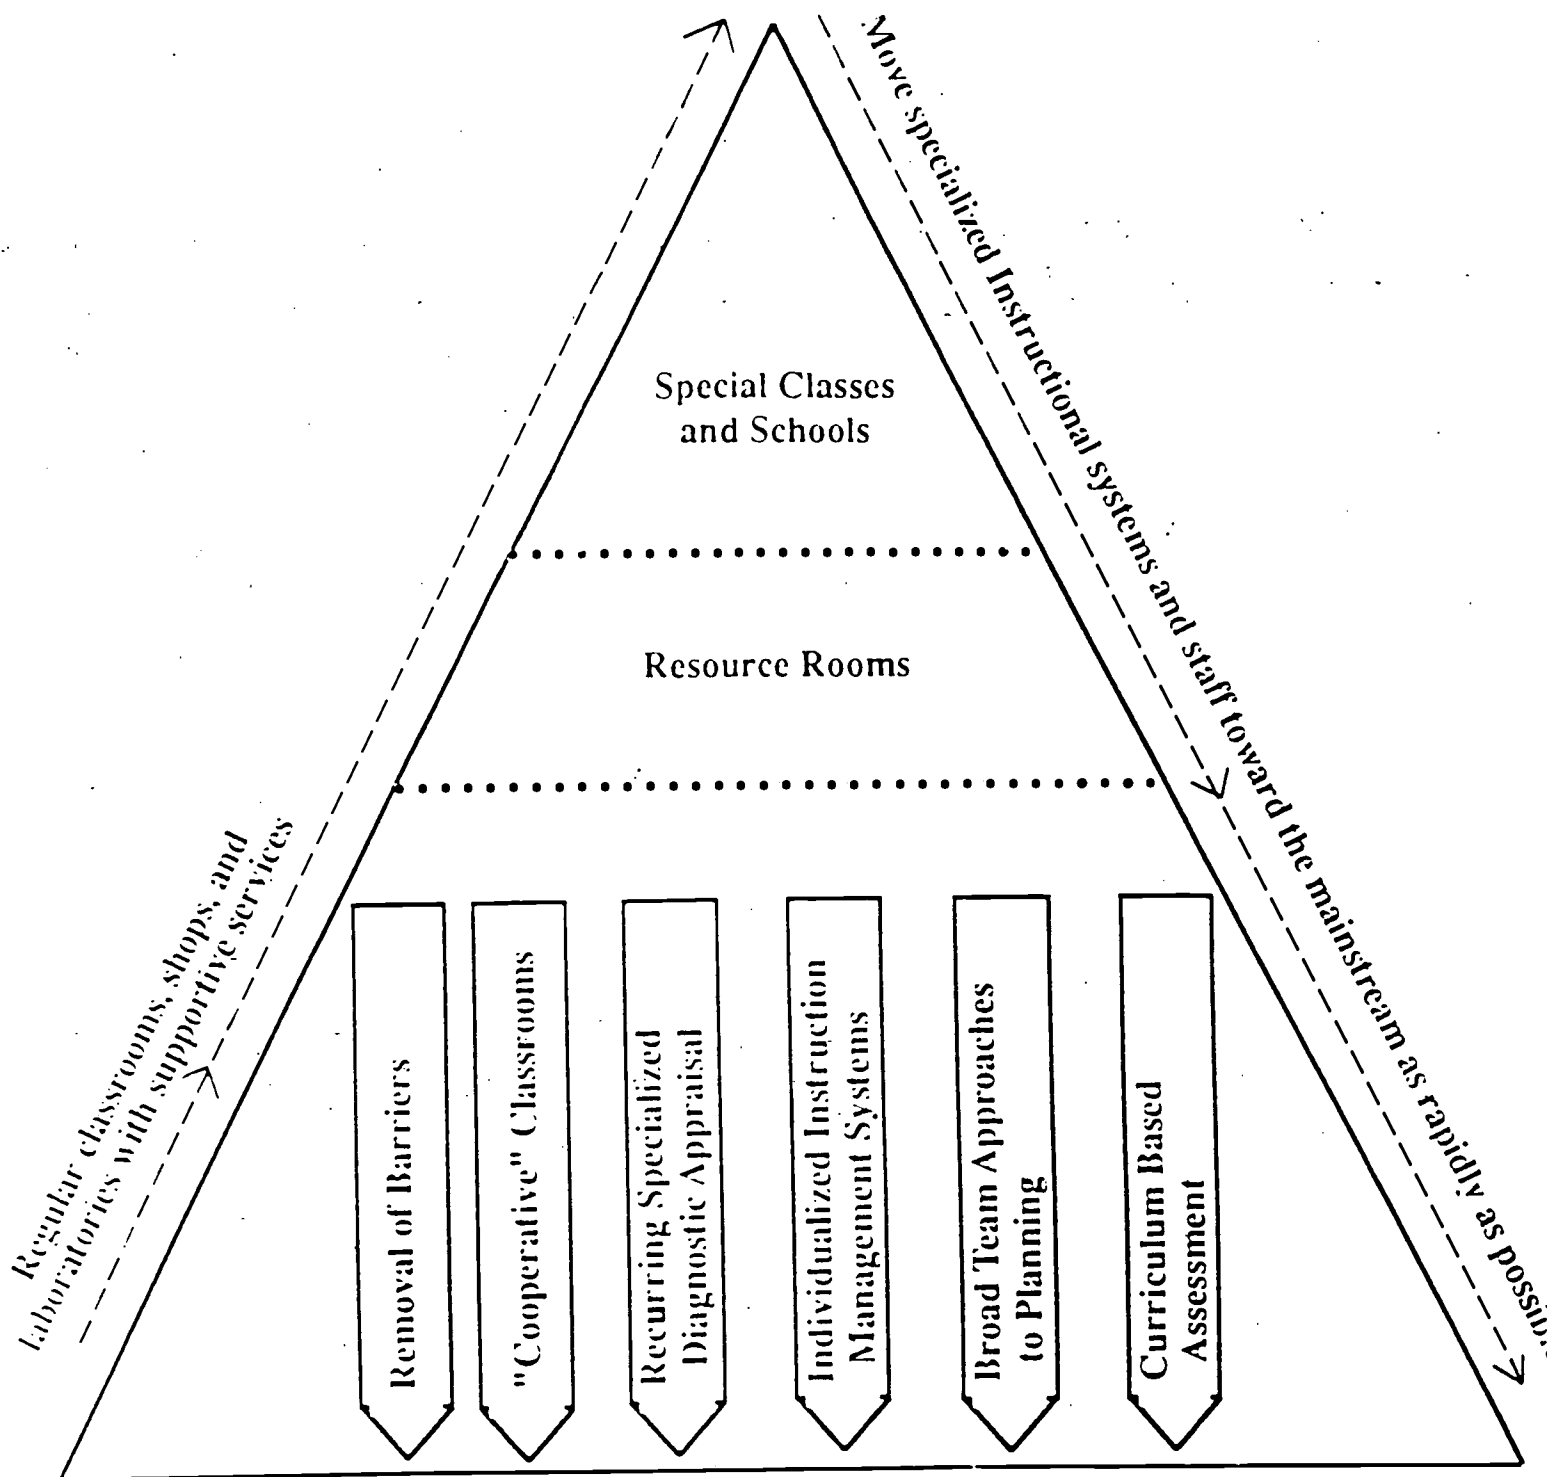 Move specialized Instructional systems and staff toward the mainstream as rapidly as
Special Classes
and Schools
Resource Rooms
Regular classrooms, shops, and
laboratories with supportive services
Removal of Barriers
"Cooperative" Classrooms
Recurring Specialized
Diagnostic Appraisal
Individualized Instruction
Management Systems
Broad Team Approaches
to Planning
Curriculum Based
Assessment